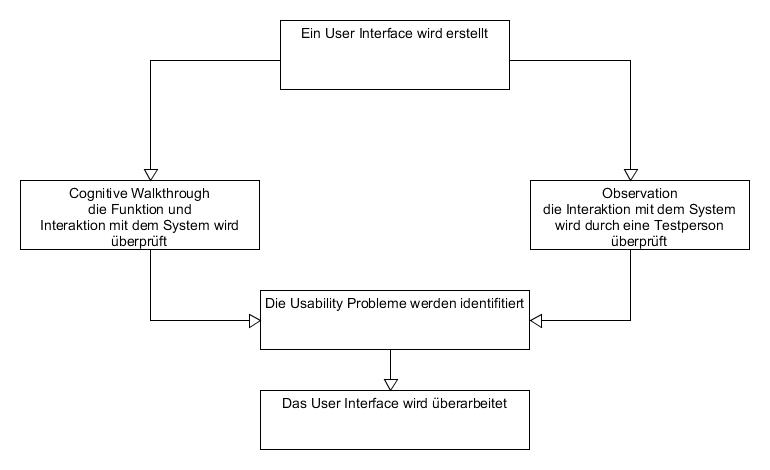 Ein User Interface wird erstellt
Cognitive Walkthrough
die Funktion und
Interaktion mit dem System wird
überprüft
Observation
die Interaktion mit dem System
wird durch eine Testperson
überprüft
Die Usability Probleme werden identifitiert
Das User Interface wird überarbeitet